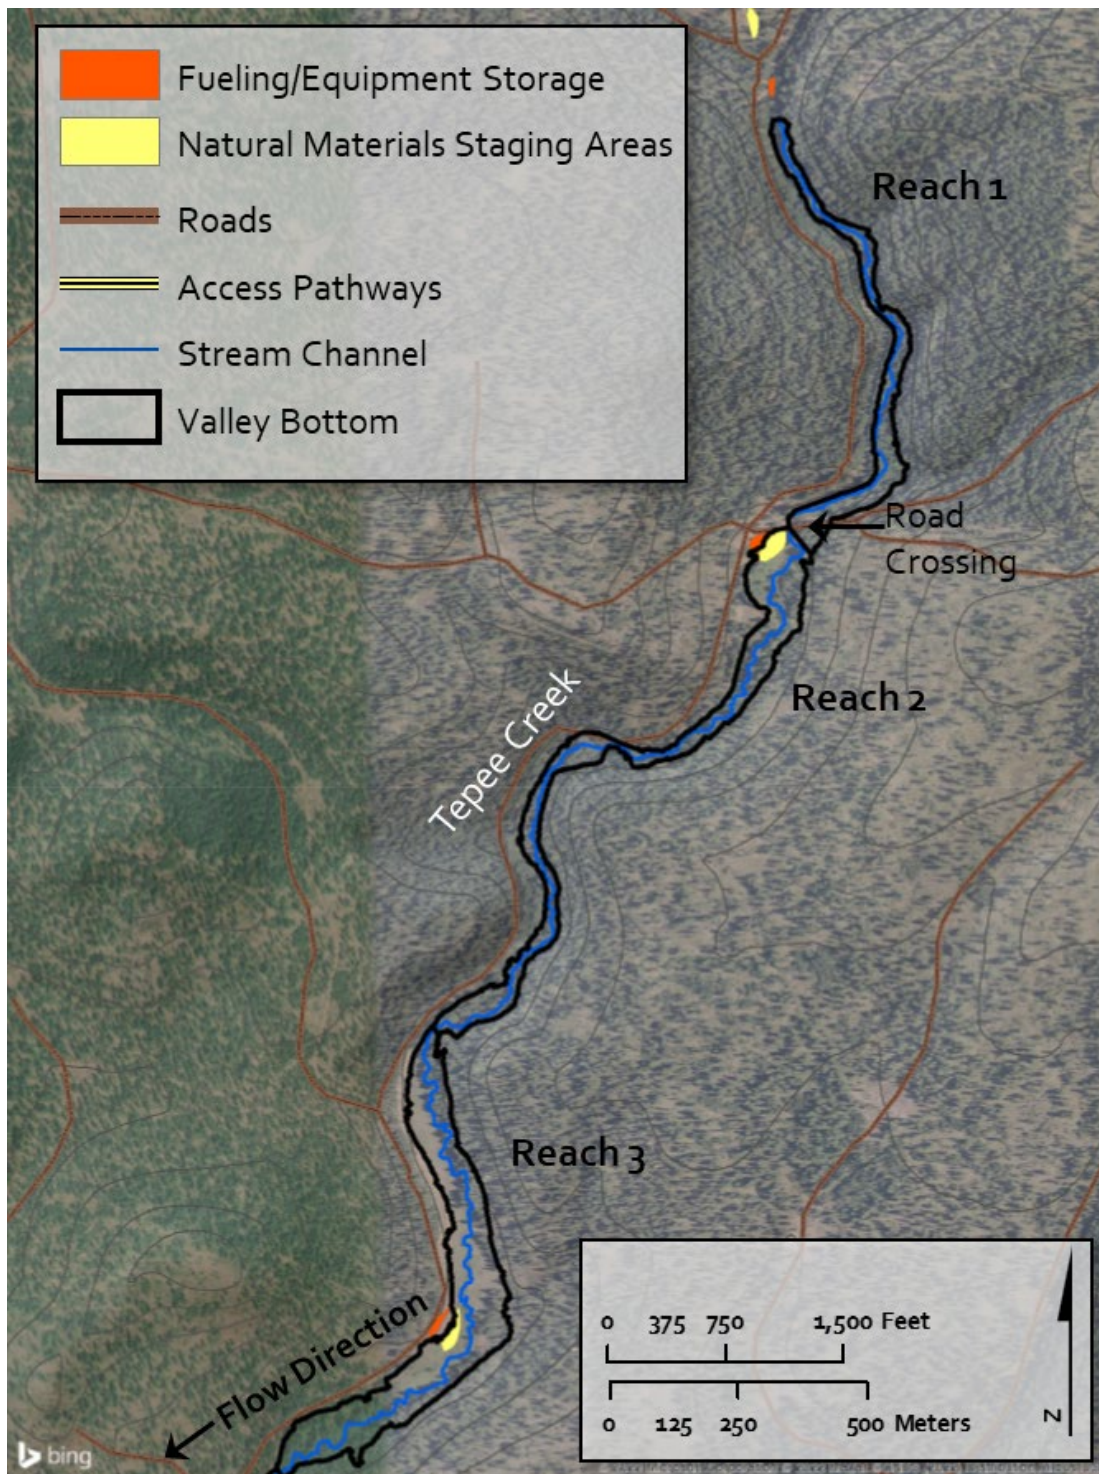 Fueling/Equipment Storage
Natural Materials Staging Areas
Roads
Access Pathways
Stream Channel
Valley Bottom
Reach 1
Road
Crossing
Reach 2
Tepee Creek
Reach 3
Flow Direction
0 375 750 1,500 Feet
0 125 250 500 Meters
N
bing